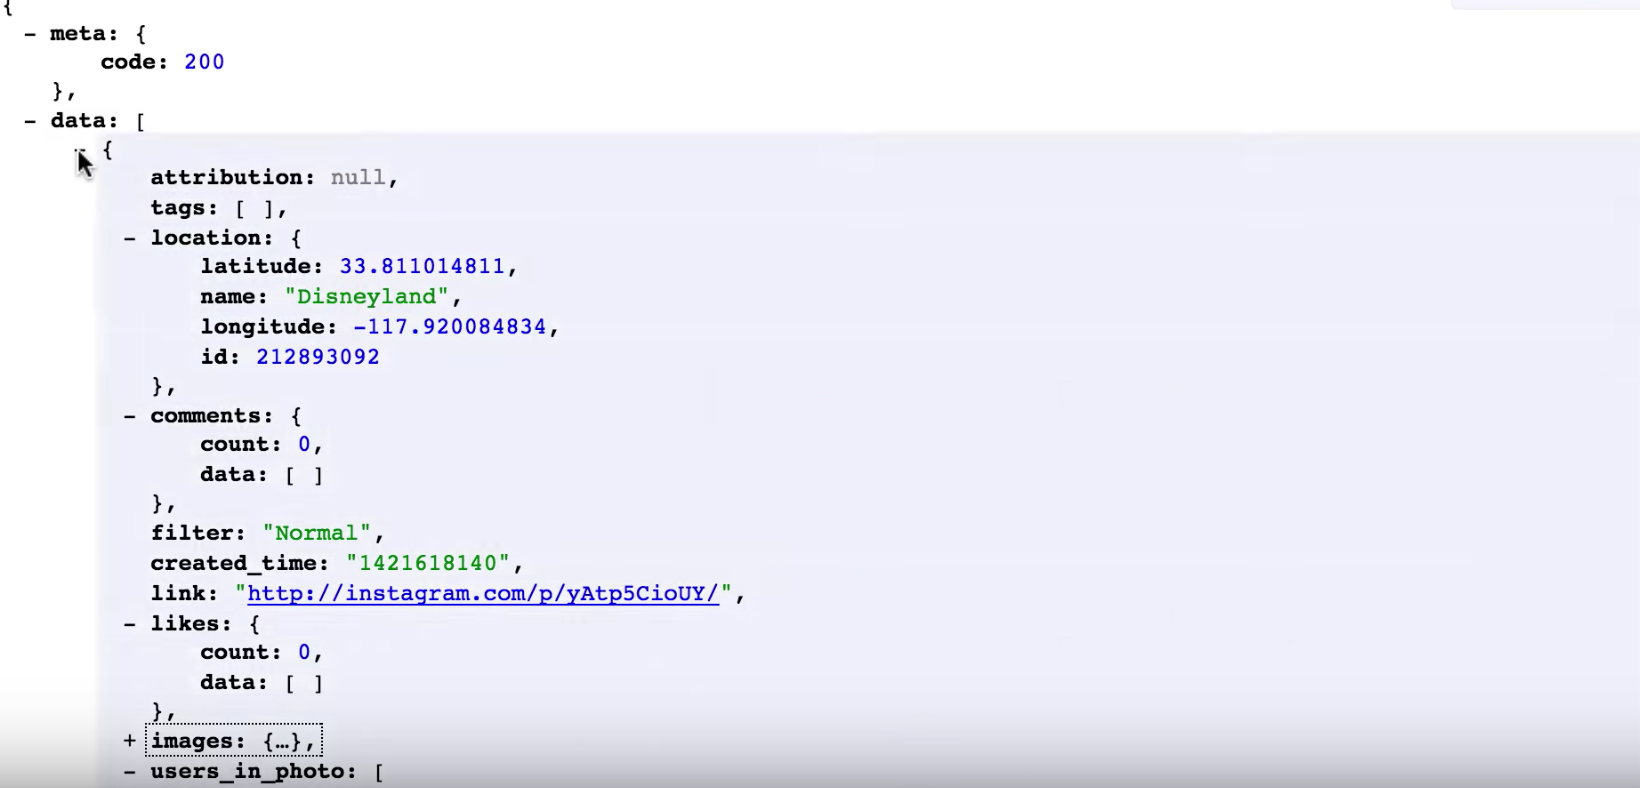 {
- meta: {
code: 200
},
- data: [
- {
attribution: null,
tags: [ ],
- location: {
latitude: 33.811014811,
name: "Disneyland",
longitude: -117.920084834,
id: 212893092
},
- comments: {
count: 0,
data: [ ]
},
filter: "Normal",
created_time: "1421618140",
link: "http://instagram.com/p/yAtp5CioUY/",
- likes: {
count: 0,
data: [ ]
},
+ images: {…},
- users_in_photo: [